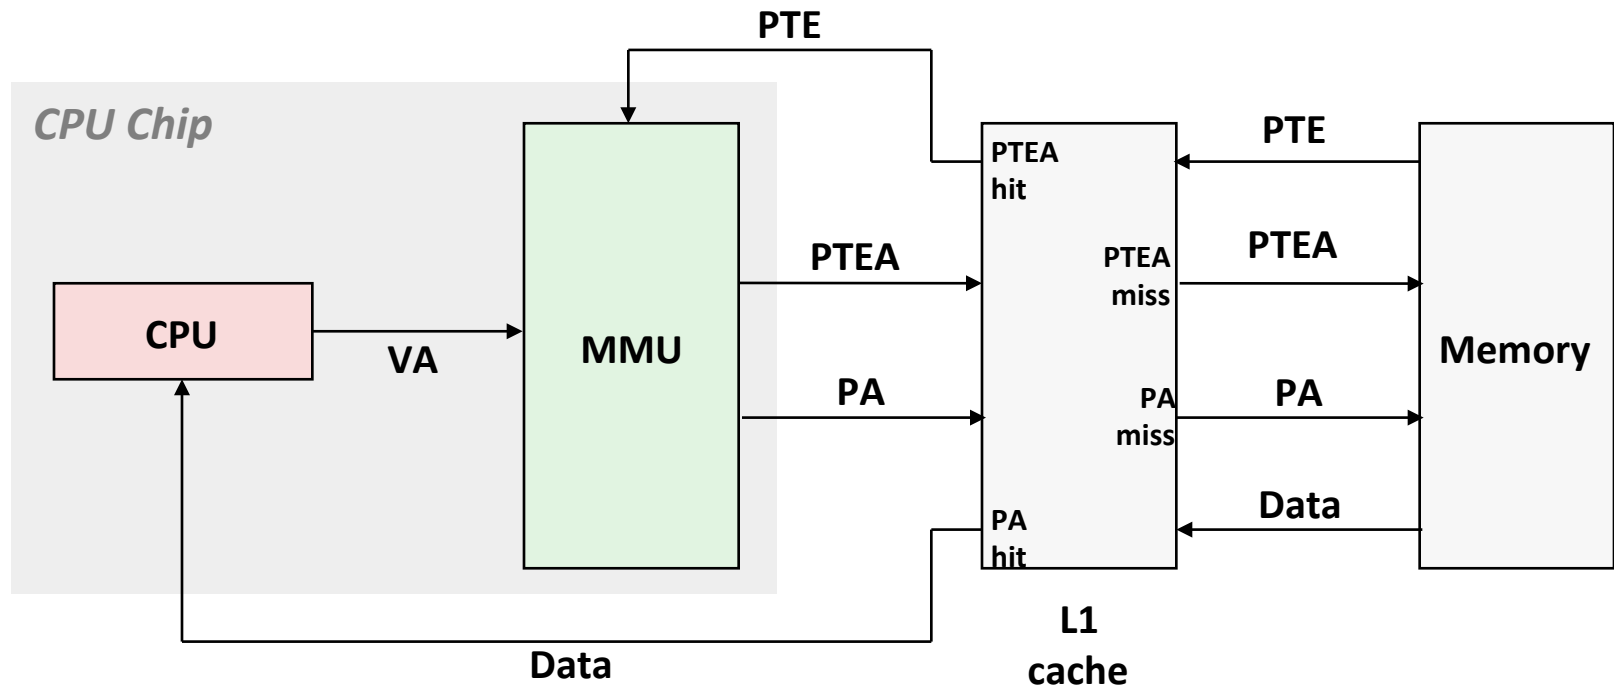 PTE
CPU Chip
PTEA
hit
PTE
PTEA
PTEA
miss
PTEA
CPU
VA
MMU
Memory
PA
PA
miss
PA
PA
hit
Data
L1
cache
Data